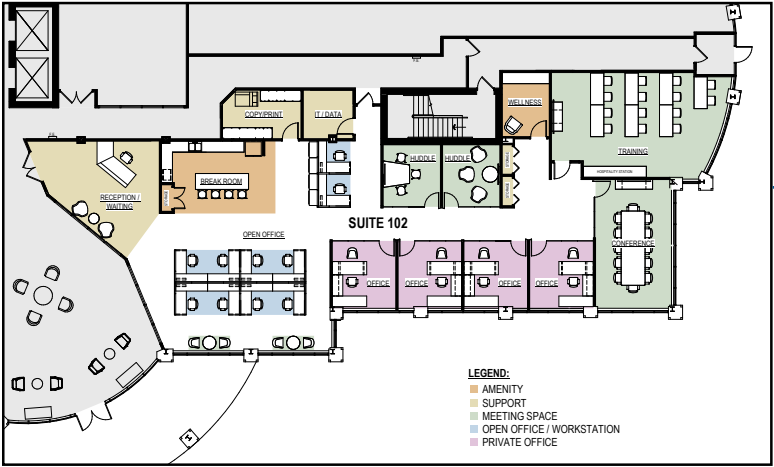 WELLNESS
COPY/PRINT
IT / DATA
TRAINING
HUDDLE
HUDDLE
HOSPITALITY STATION
BREAK ROOM
RECEPTION /
WAITING
SUITE 102
OPEN OFFICE
CONFERENCE
OFFICE
OFFICE
OFFICE
OFFICE
LEGEND:
AMENITY
SUPPORT
MEETING SPACE
OPEN OFFICE / WORKSTATION
PRIVATE OFFICE